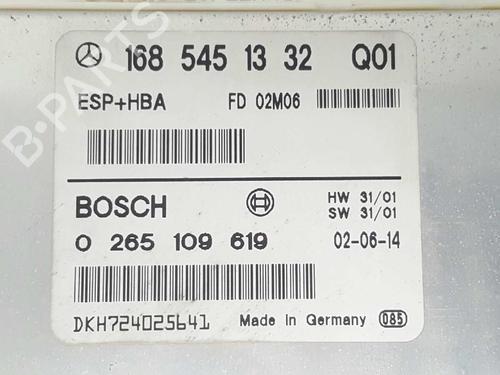 168 545 13 32 Q01
ESP+HBA FD 02M06
HW 31/01
BOSCH SW 31/01
0 265 109 619 02-06-14
DKH724025641 Made in Germany 085
B-PARTS